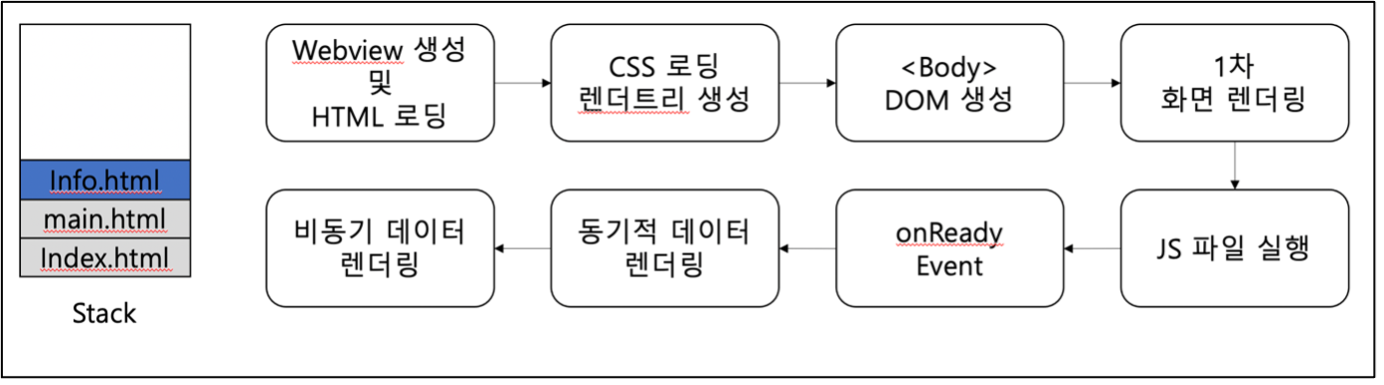 Info.html
main.html
Index.html
Stack
Webview 생성
및
HTML 로딩
CSS 로딩
렌더트리 생성
<Body>
DOM 생성
1차
화면 렌더링
JS 파일 실행
onReady
Event
동기적 데이터
렌더링
비동기 데이터
렌더링